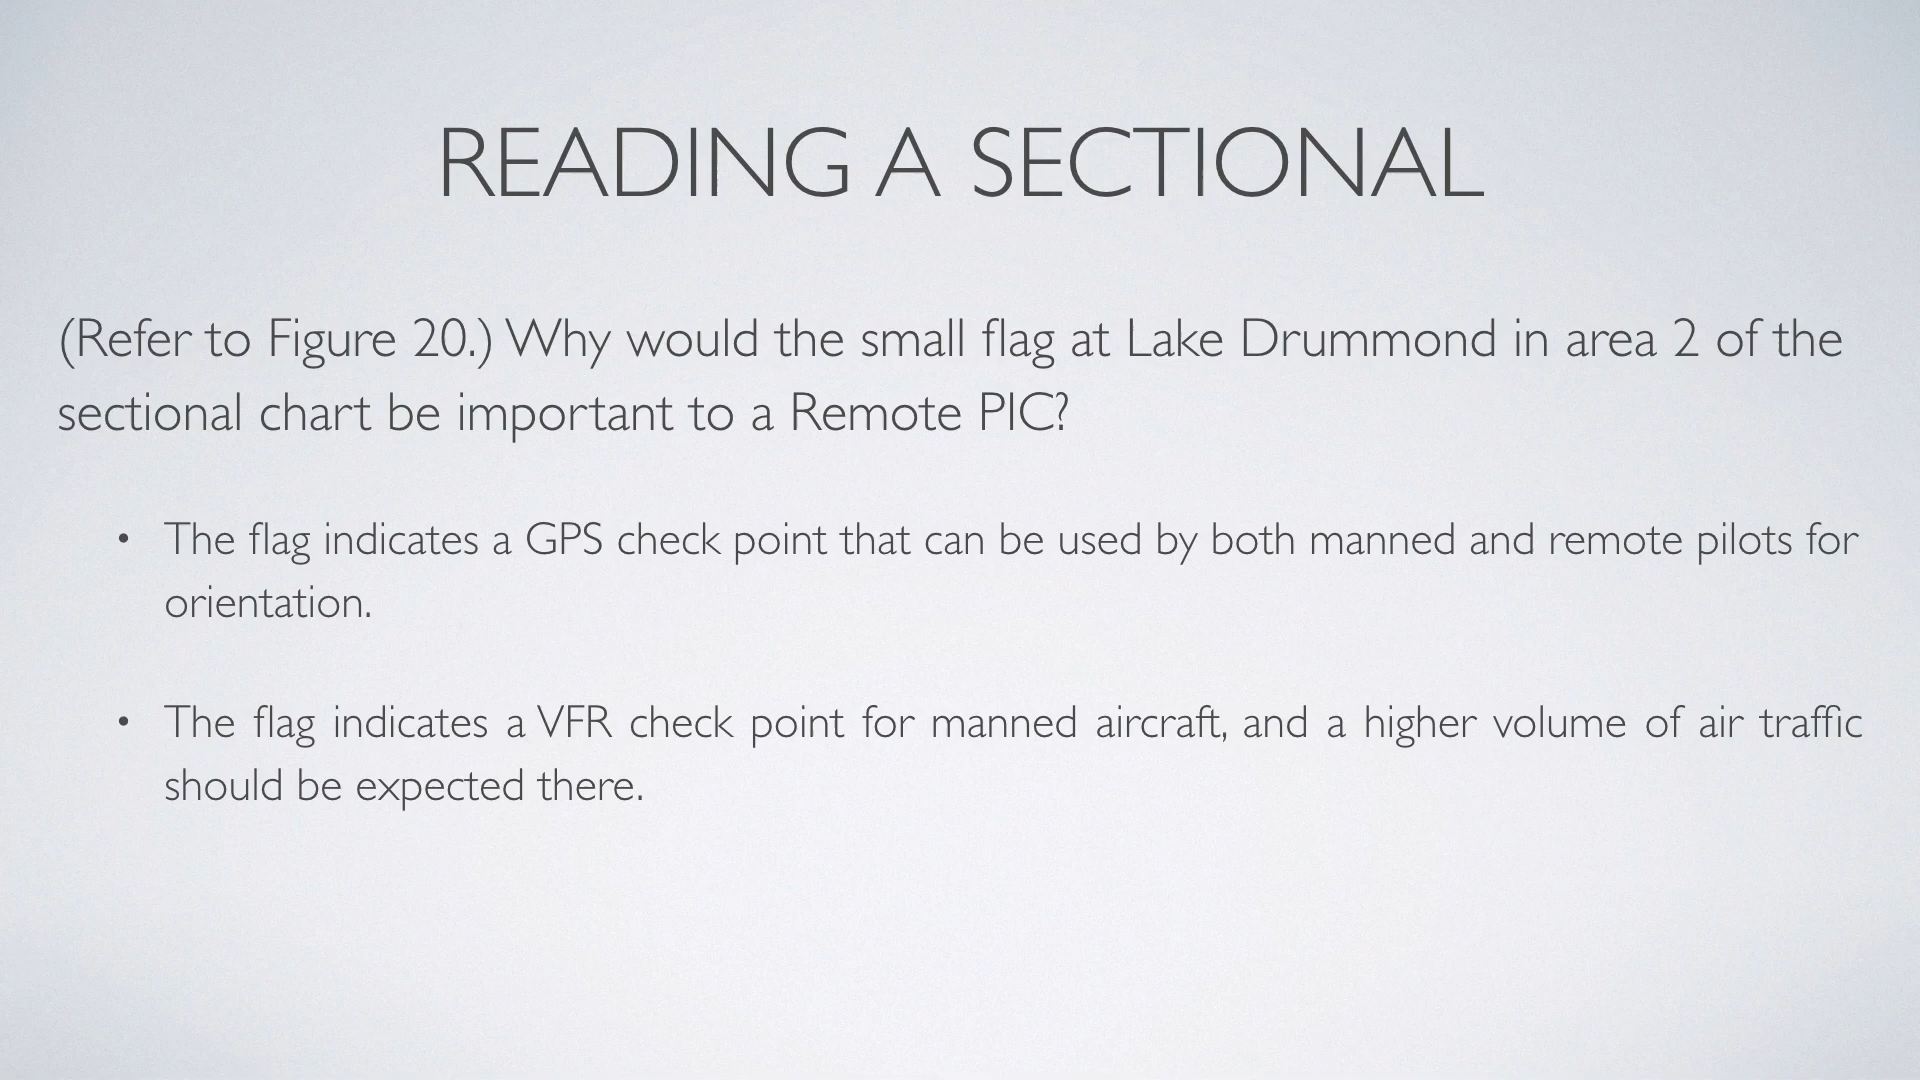 READING A SECTIONAL
(Refer to Figure 20.) Why would the small flag at Lake Drummond in area 2 of the
sectional chart be important to a Remote PIC?
• The flag indicates a GPS check point that can be used by both manned and remote pilots for
orientation.
• The flag indicates a VFR check point for manned aircraft, and a higher volume of air traffic
should be expected there.